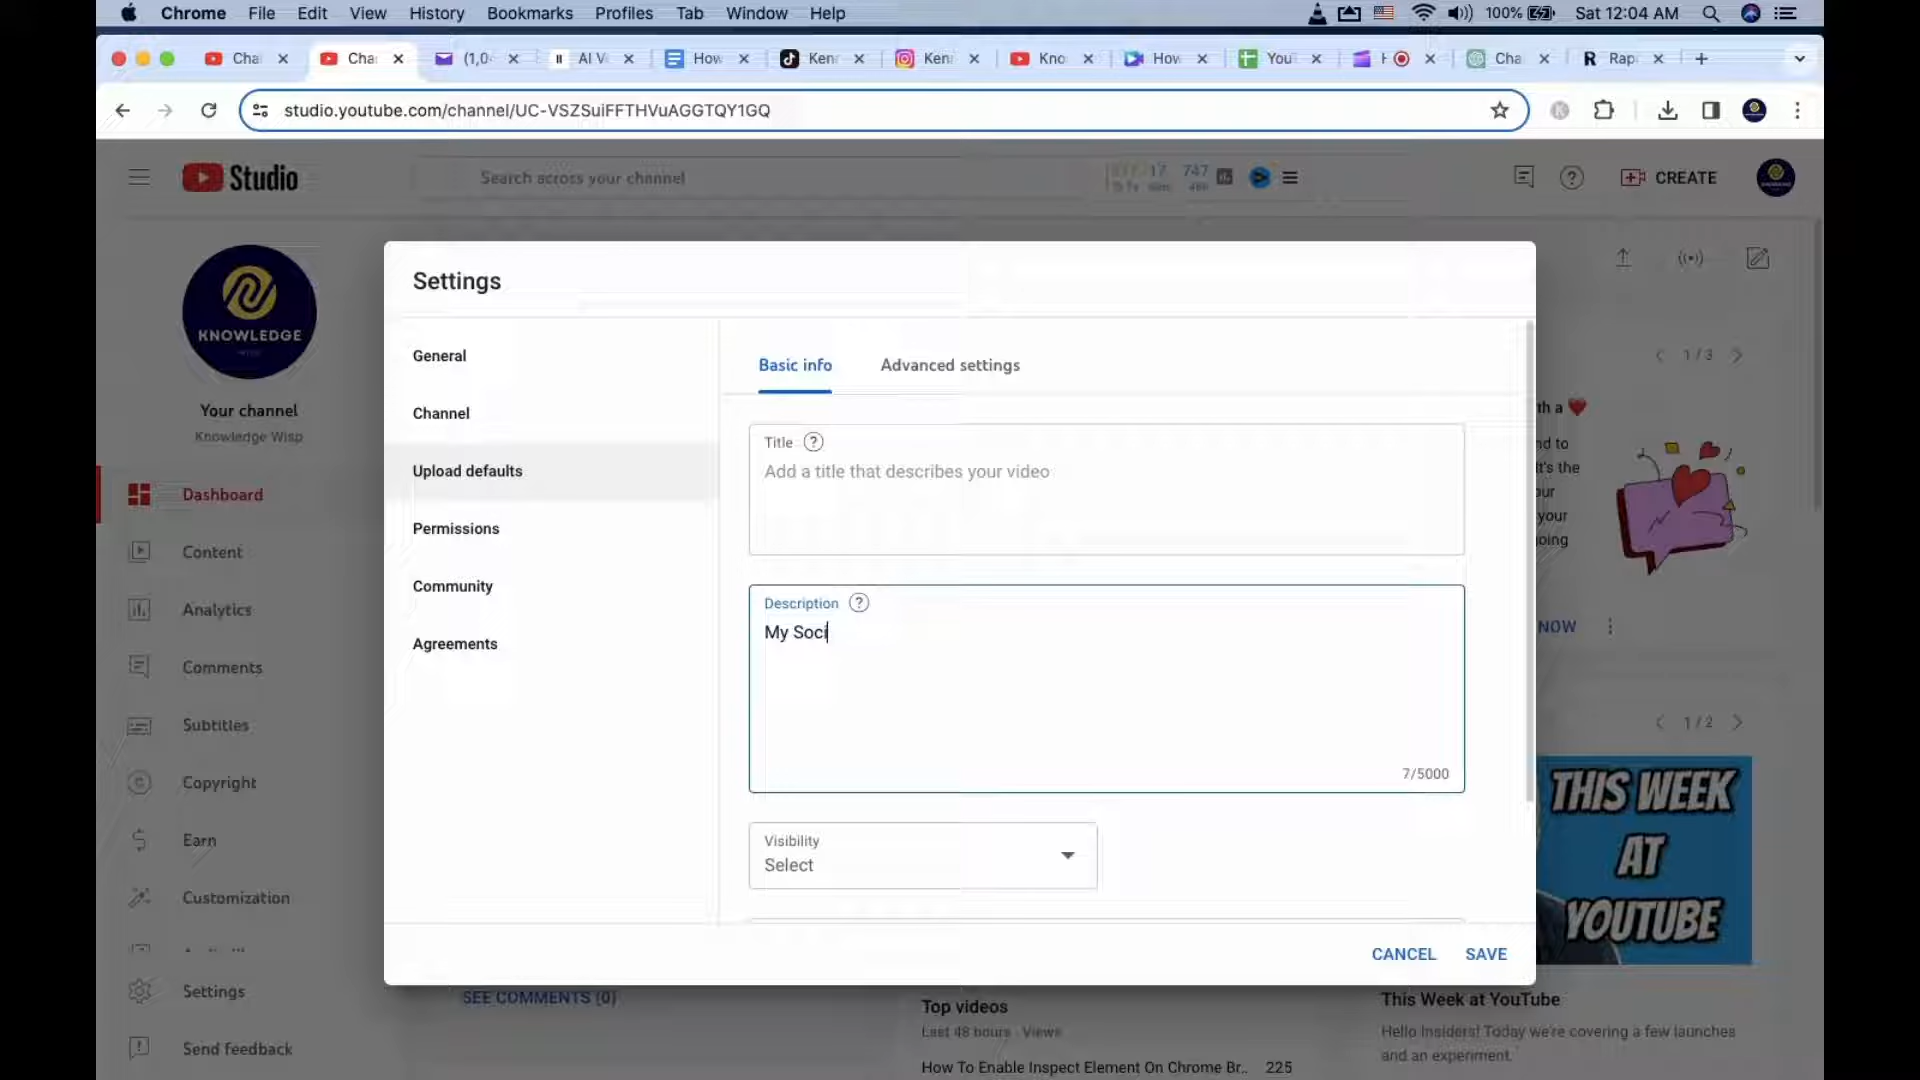 Chrome File Edit View History Bookmarks Profiles Tab Window Help 100% Sat 12:04 AM
Cha Cha (1,0 AI V How Ken Ken Kno How You Cha Rap
studio.youtube.com/channel/UC-VSZSuiFFTHVuAGGTQY1GQ
Studio
Search across your channel
17 747
CREATE
KNOWLEDGE
Your channel
Knowledge Wisp
Dashboard
Content
Analytics
Comments
Subtitles
Copyright
Earn
Customization
Settings
Send feedback
Settings
General
Channel
Upload defaults
Permissions
Community
Agreements
Basic info
Advanced settings
Title ?
Add a title that describes your video
Description ?
My Soci
7/5000
Visibility
Select
CANCEL SAVE
1 / 3
NOW
1 / 2
THIS WEEK
AT
YOUTUBE
SEE COMMENTS (0)
Top videos
Last 48 hours · Views
How To Enable Inspect Element On Chrome Br... 225
This Week at YouTube
Hello Insiders! Today we're covering a few launches
and an experiment.